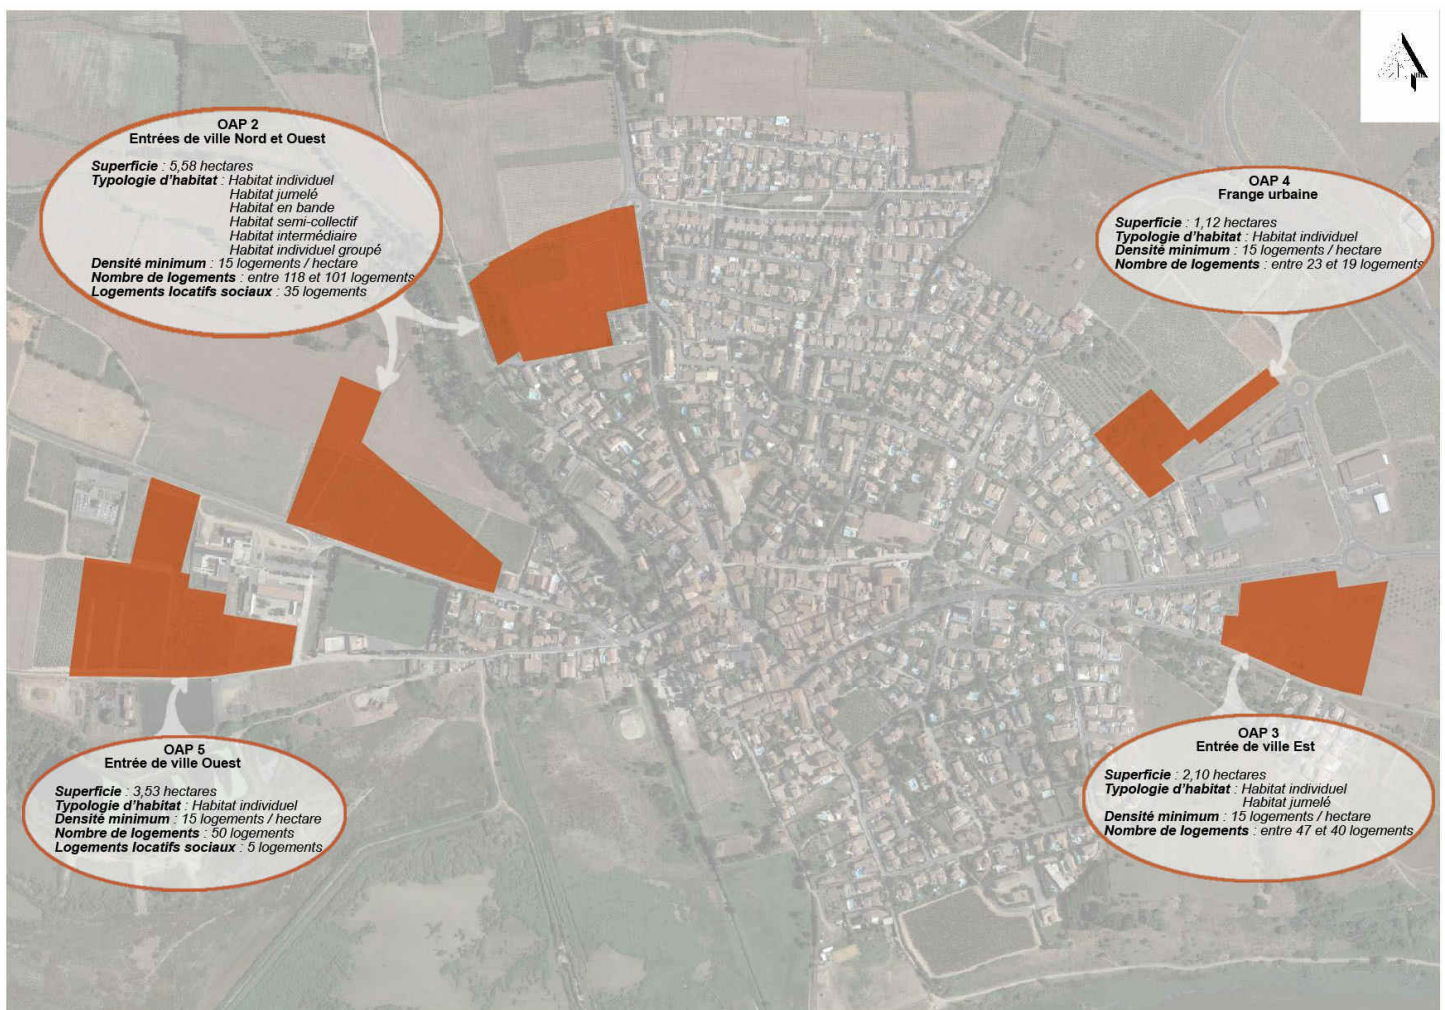 OAP 2
Entrées de ville Nord et Ouest
Superficie : 5,58 hectares
Typologie d'habitat : Habitat individuel
Habitat jumelé
Habitat en bande
Habitat semi-collectif
Habitat intermédiaire
Habitat individuel groupé
Densité minimum : 15 logements / hectare
Nombre de logements : entre 118 et 101 logements
Logements locatifs sociaux : 35 logements
OAP 4
Frange urbaine
Superficie : 1,12 hectares
Typologie d'habitat : Habitat individuel
Densité minimum : 15 logements / hectare
Nombre de logements : entre 23 et 19 logements
OAP 5
Entrée de ville Ouest
Superficie : 3,53 hectares
Typologie d'habitat : Habitat individuel
Densité minimum : 15 logements / hectare
Nombre de logements : 50 logements
Logements locatifs sociaux : 5 logements
OAP 3
Entrée de ville Est
Superficie : 2,10 hectares
Typologie d'habitat : Habitat individuel
Habitat jumelé
Densité minimum : 15 logements / hectare
Nombre de logements : entre 47 et 40 logements